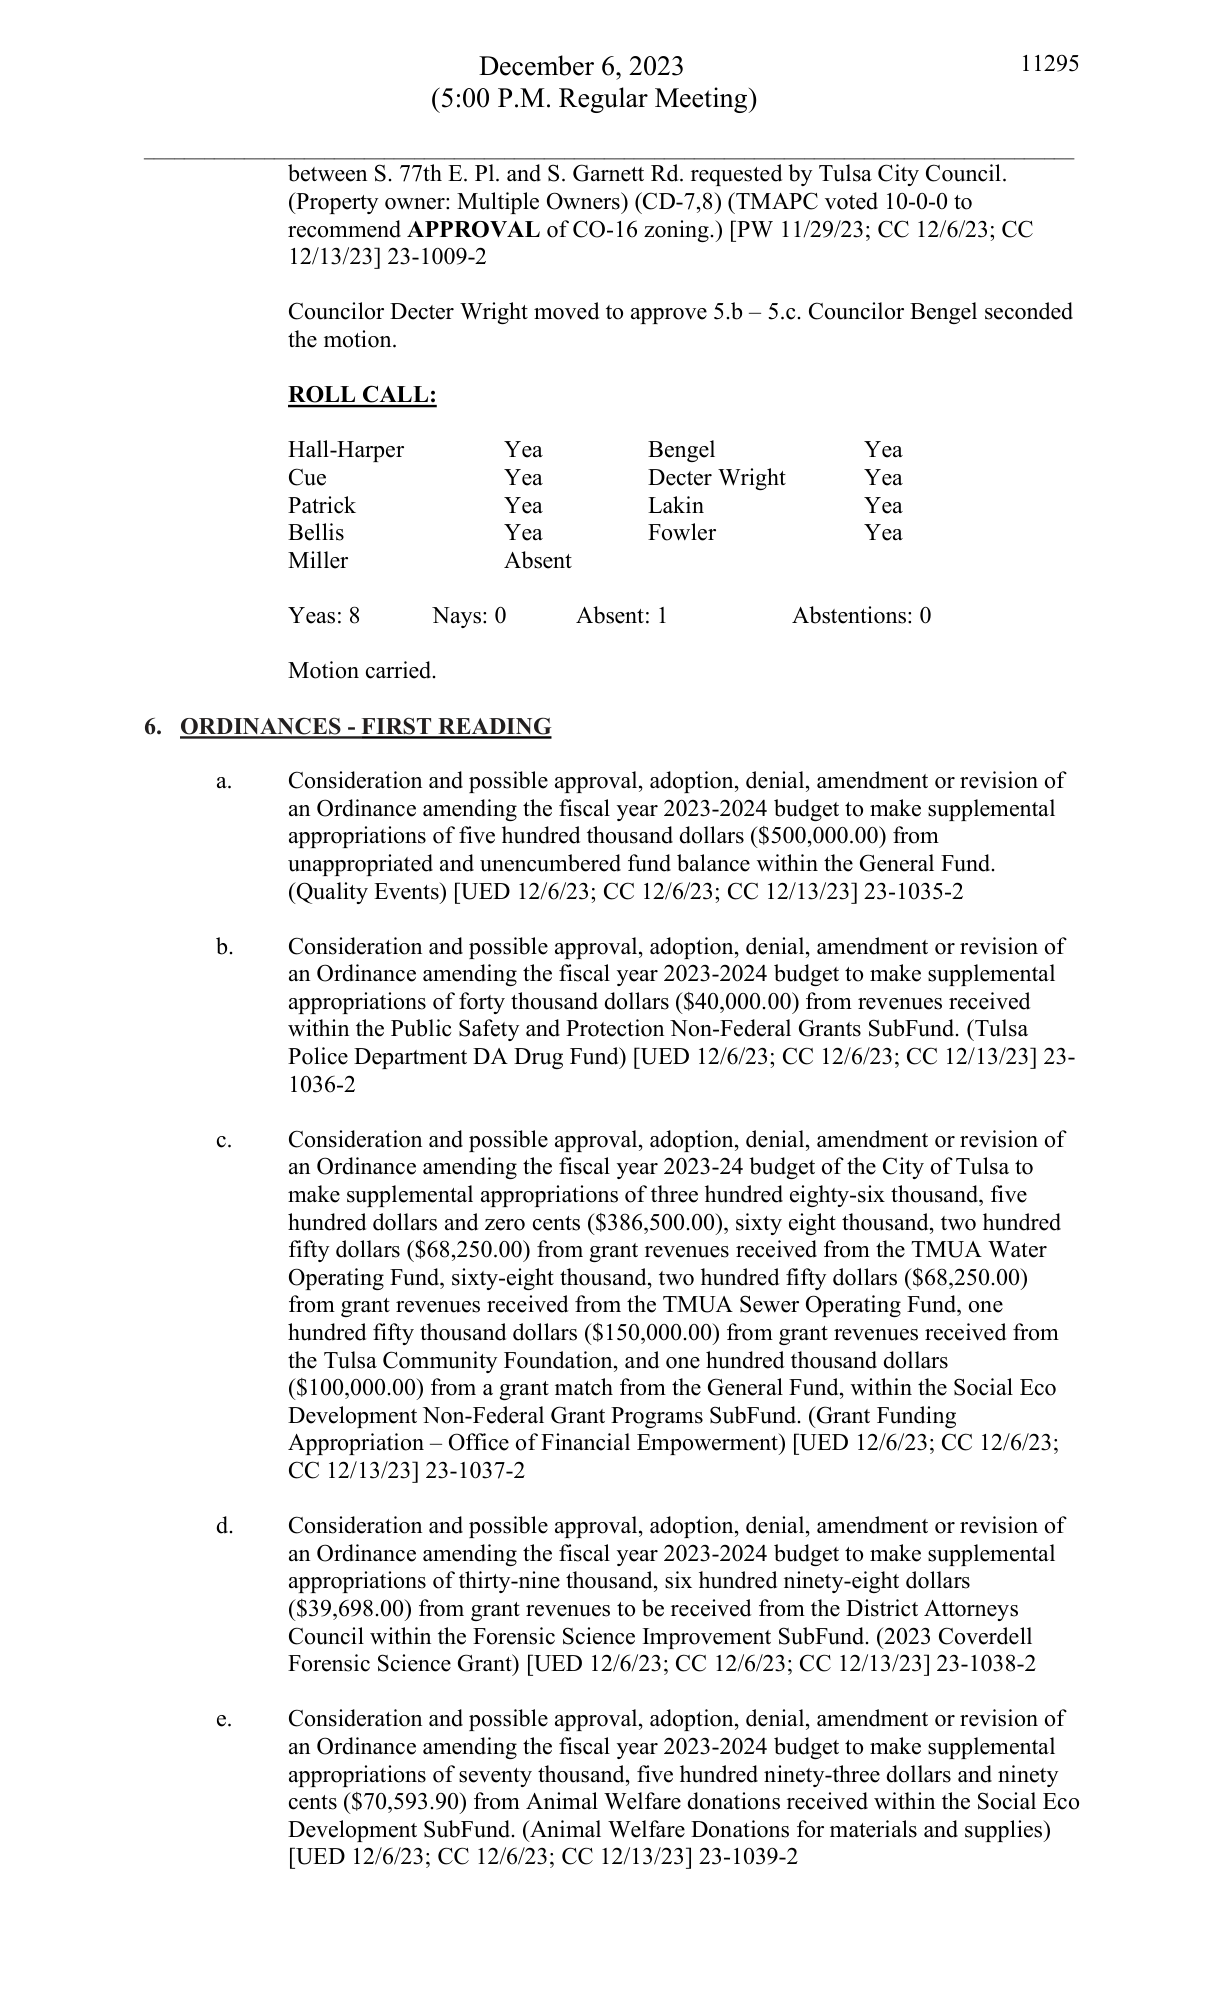 December 6, 2023
11295
(5:00 P.M. Regular Meeting)
between S. 77th E. Pl. and S. Garnett Rd. requested by Tulsa City Council.
(Property owner: Multiple Owners) (CD-7,8) (TMAPC voted 10-0-0 to
recommend APPROVAL of CO-16 zoning.) [PW 11/29/23; CC 12/6/23; CC
12/13/23] 23-1009-2
Councilor Decter Wright moved to approve 5.b – 5.c. Councilor Bengel seconded
the motion.
ROLL CALL:
Hall-Harper Yea Bengel Yea
Cue Yea Decter Wright Yea
Patrick Yea Lakin Yea
Bellis Yea Fowler Yea
Miller Absent
Yeas: 8 Nays: 0 Absent: 1 Abstentions: 0
Motion carried.
6. ORDINANCES - FIRST READING
a. Consideration and possible approval, adoption, denial, amendment or revision of
an Ordinance amending the fiscal year 2023-2024 budget to make supplemental
appropriations of five hundred thousand dollars ($500,000.00) from
unappropriated and unencumbered fund balance within the General Fund.
(Quality Events) [UED 12/6/23; CC 12/6/23; CC 12/13/23] 23-1035-2
b. Consideration and possible approval, adoption, denial, amendment or revision of
an Ordinance amending the fiscal year 2023-2024 budget to make supplemental
appropriations of forty thousand dollars ($40,000.00) from revenues received
within the Public Safety and Protection Non-Federal Grants SubFund. (Tulsa
Police Department DA Drug Fund) [UED 12/6/23; CC 12/6/23; CC 12/13/23] 23-
1036-2
c. Consideration and possible approval, adoption, denial, amendment or revision of
an Ordinance amending the fiscal year 2023-24 budget of the City of Tulsa to
make supplemental appropriations of three hundred eighty-six thousand, five
hundred dollars and zero cents ($386,500.00), sixty eight thousand, two hundred
fifty dollars ($68,250.00) from grant revenues received from the TMUA Water
Operating Fund, sixty-eight thousand, two hundred fifty dollars ($68,250.00)
from grant revenues received from the TMUA Sewer Operating Fund, one
hundred fifty thousand dollars ($150,000.00) from grant revenues received from
the Tulsa Community Foundation, and one hundred thousand dollars
($100,000.00) from a grant match from the General Fund, within the Social Eco
Development Non-Federal Grant Programs SubFund. (Grant Funding
Appropriation – Office of Financial Empowerment) [UED 12/6/23; CC 12/6/23;
CC 12/13/23] 23-1037-2
d. Consideration and possible approval, adoption, denial, amendment or revision of
an Ordinance amending the fiscal year 2023-2024 budget to make supplemental
appropriations of thirty-nine thousand, six hundred ninety-eight dollars
($39,698.00) from grant revenues to be received from the District Attorneys
Council within the Forensic Science Improvement SubFund. (2023 Coverdell
Forensic Science Grant) [UED 12/6/23; CC 12/6/23; CC 12/13/23] 23-1038-2
e. Consideration and possible approval, adoption, denial, amendment or revision of
an Ordinance amending the fiscal year 2023-2024 budget to make supplemental
appropriations of seventy thousand, five hundred ninety-three dollars and ninety
cents ($70,593.90) from Animal Welfare donations received within the Social Eco
Development SubFund. (Animal Welfare Donations for materials and supplies)
[UED 12/6/23; CC 12/6/23; CC 12/13/23] 23-1039-2